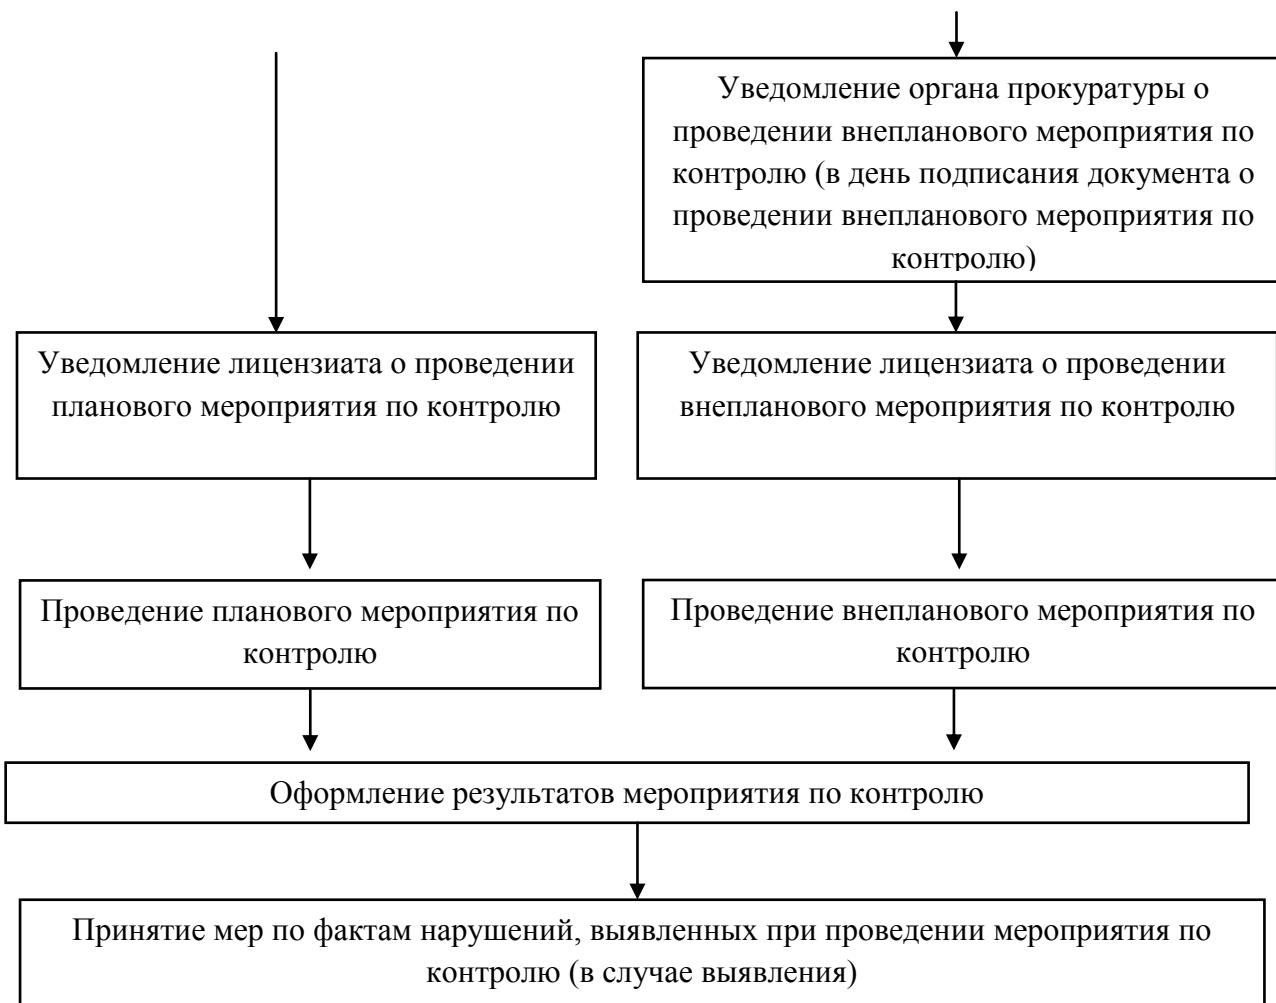 Уведомление органа прокуратуры о
проведении внепланового мероприятия по
контролю (в день подписания документа о
проведении внепланового мероприятия по
контролю)
Уведомление лицензиата о проведении
планового мероприятия по контролю
Уведомление лицензиата о проведении
внепланового мероприятия по контролю
Проведение планового мероприятия по
контролю
Проведение внепланового мероприятия по
контролю
Оформление результатов мероприятия по контролю
Принятие мер по фактам нарушений, выявленных при проведении мероприятия по
контролю (в случае выявления)